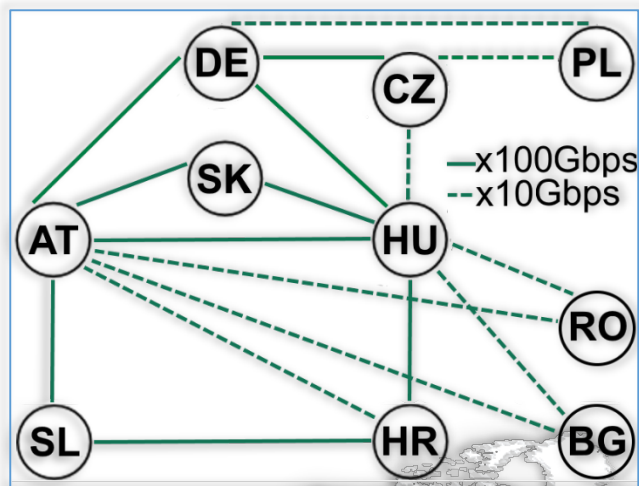 DE
CZ
PL
SK
x100Gbps
x10Gbps
AT
HU
RO
SL
HR
BG